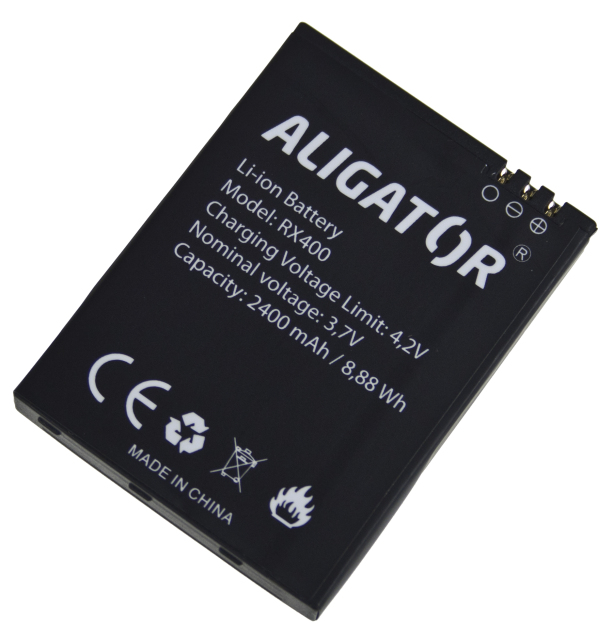 ALIGATOR®
Li-ion Battery
Model: RX400
Charging Voltage Limit: 4,2V
Nominal voltage: 3,7V
Capacity: 2400 mAh / 8,88 Wh
CE
MADE IN CHINA